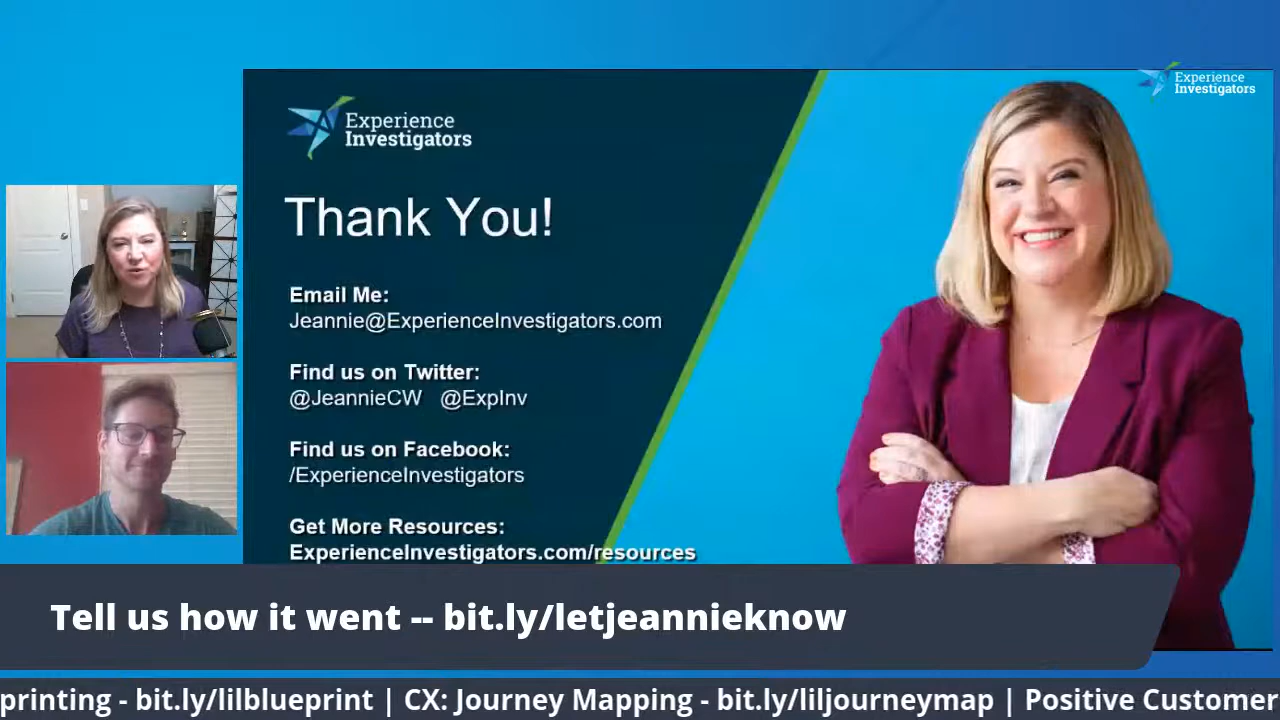 Experience
Investigators
Experience
Investigators
Thank You!
Email Me:
Jeannie@ExperienceInvestigators.com
Find us on Twitter:
@JeannieCW @ExpInv
Find us on Facebook:
/ExperienceInvestigators
Get More Resources:
ExperienceInvestigators.com/resources
Tell us how it went -- bit.ly/letjeannieknow
printing - bit.ly/lilblueprint | CX: Journey Mapping - bit.ly/liljourneymap | Positive Customer